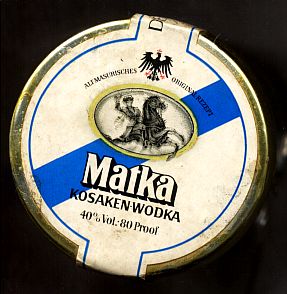 ALTMASURISCHES ORIGINAL-REZEPT
Matka
KOSAKEN-WODKA
40% Vol.·80 Proof